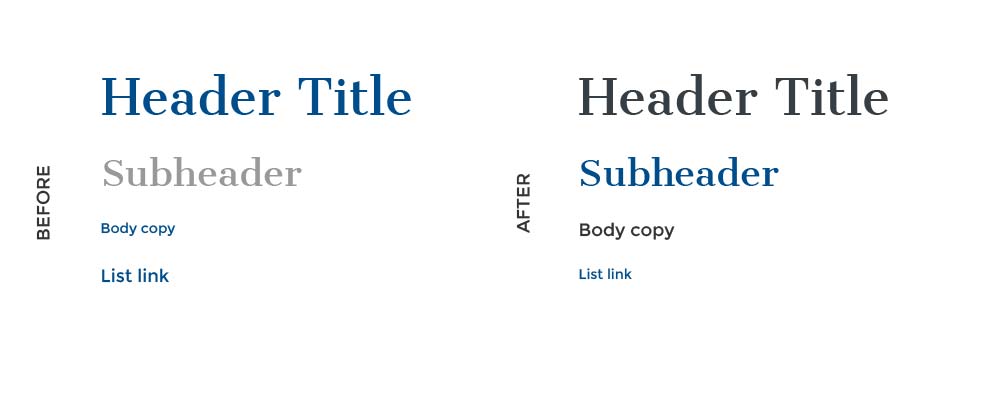 BEFORE
Header Title
Subheader
Body copy
List link
AFTER
Header Title
Subheader
Body copy
List link